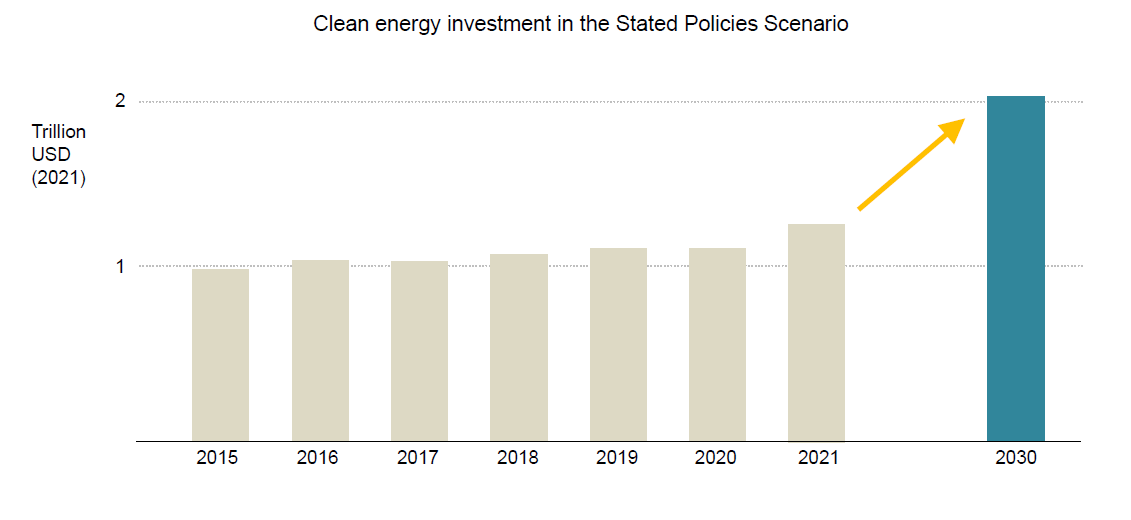 Clean energy investment in the Stated Policies Scenario
2
Trillion
USD
(2021)
1
2015 2016 2017 2018 2019 2020 2021 2030